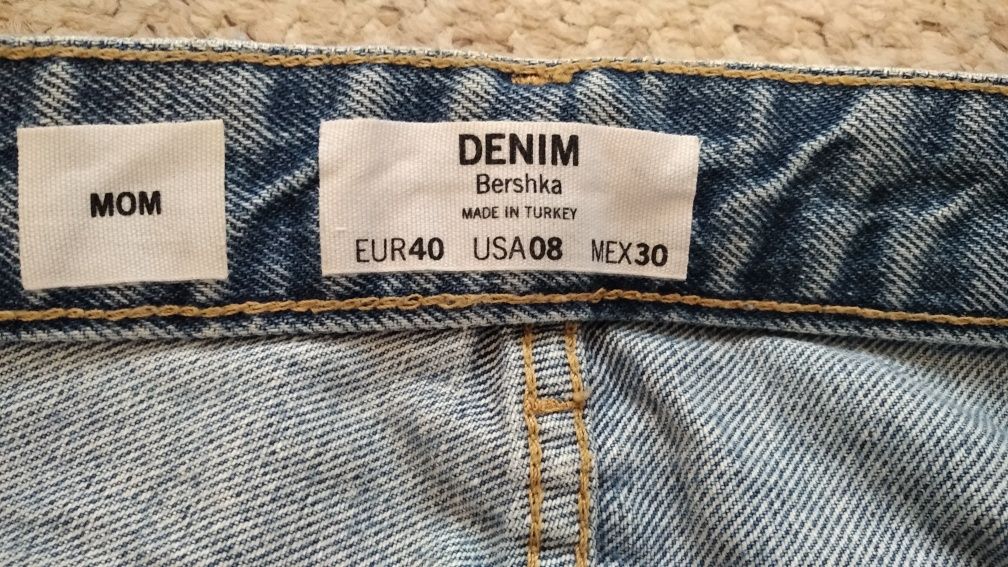 MOM
DENIM
Bershka
MADE IN TURKEY
EUR40 USA08 MEX30